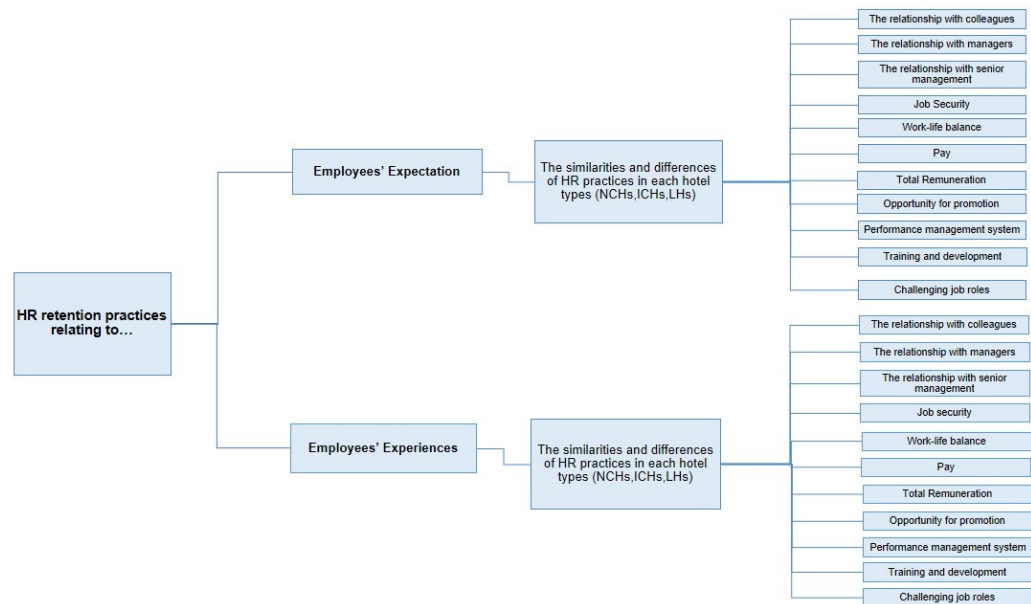 HR retention practices
relating to…
Employees’ Expectation
The similarities and differences
of HR practices in each hotel
types (NCHs,ICHs,LHs)
The relationship with colleagues
The relationship with managers
The relationship with senior
management
Job Security
Work-life balance
Pay
Total Remuneration
Opportunity for promotion
Performance management system
Training and development
Challenging job roles
Employees’ Experiences
The similarities and differences
of HR practices in each hotel
types (NCHs,ICHs,LHs)
The relationship with colleagues
The relationship with managers
The relationship with senior
management
Job security
Work-life balance
Pay
Total Remuneration
Opportunity for promotion
Performance management system
Training and development
Challenging job roles